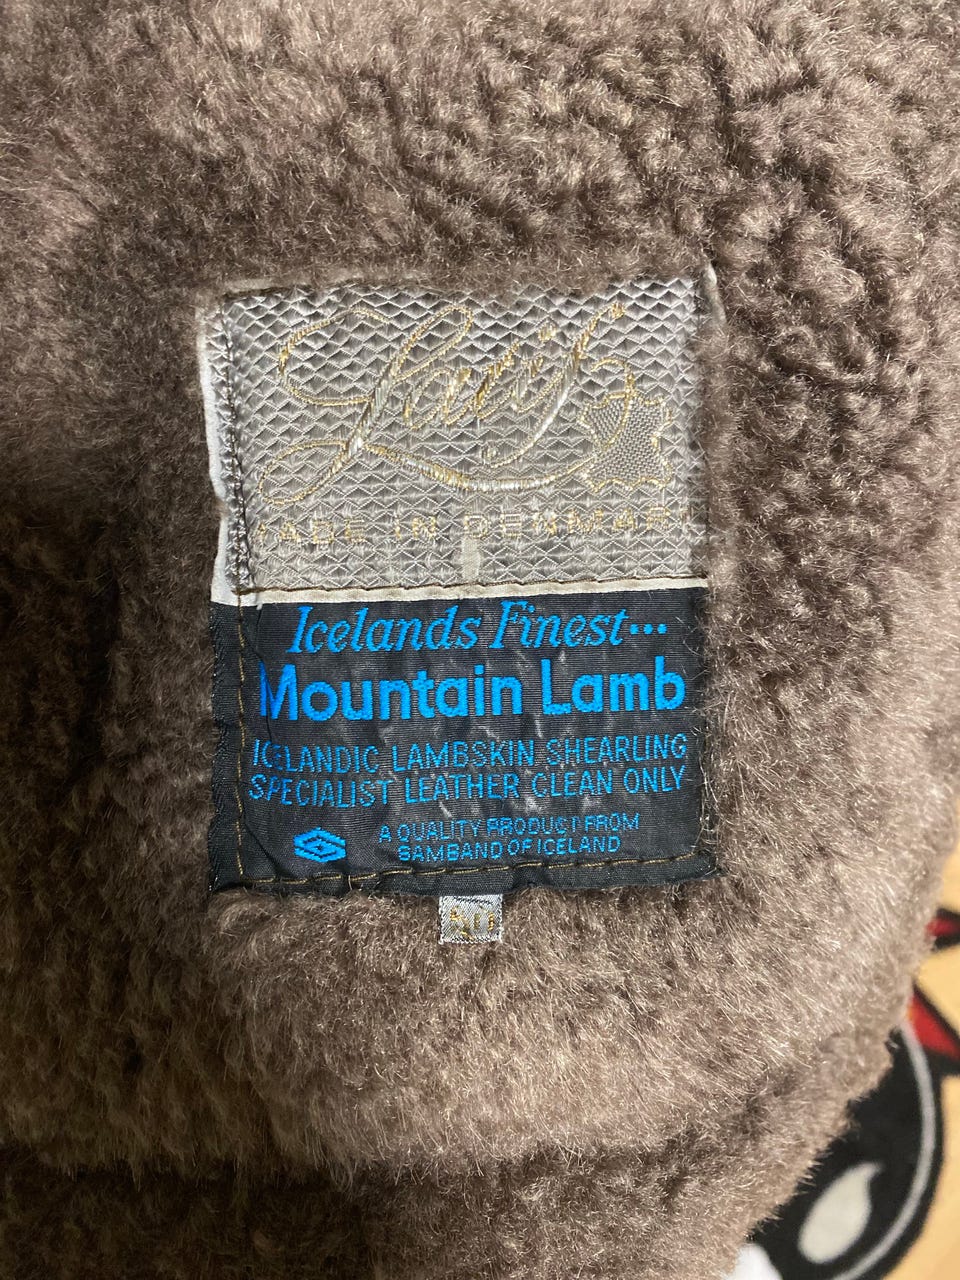 Latif
MADE IN DENMARK
Icelands Finest...
Mountain Lamb
ICELANDIC LAMBSKIN SHEARLING
SPECIALIST LEATHER CLEAN ONLY
A QUALITY PRODUCT FROM
SAMBAND OF ICELAND